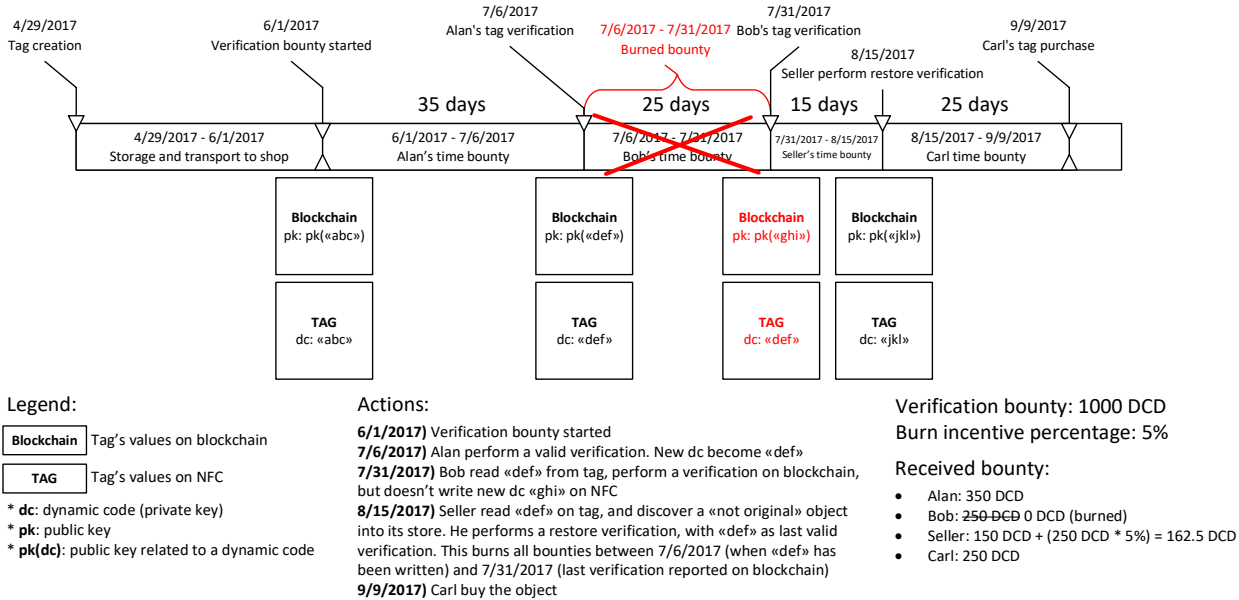 4/29/2017
Tag creation
6/1/2017
Verification bounty started
7/6/2017
Alan's tag verification
7/6/2017 - 7/31/2017
Burned bounty
7/31/2017
Bob's tag verification
8/15/2017
Seller perform restore verification
9/9/2017
Carl's tag purchase
35 days
25 days
15 days
25 days
4/29/2017 - 6/1/2017
Storage and transport to shop
6/1/2017 - 7/6/2017
Alan's time bounty
7/6/2017 - 7/31/2017
Bob's time bounty
7/31/2017 - 8/15/2017
Seller's time bounty
8/15/2017 - 9/9/2017
Carl time bounty
Blockchain
pk: pk(«abc»)
Blockchain
pk: pk(«def»)
Blockchain
pk: pk(«ghi»)
Blockchain
pk: pk(«jkl»)
TAG
dc: «abc»
TAG
dc: «def»
TAG
dc: «def»
TAG
dc: «jkl»
Legend:
Blockchain Tag's values on blockchain
TAG Tag's values on NFC
* dc: dynamic code (private key)
* pk: public key
* pk(dc): public key related to a dynamic code
Actions:
6/1/2017) Verification bounty started
7/6/2017) Alan perform a valid verification. New dc become «def»
7/31/2017) Bob read «def» from tag, perform a verification on blockchain,
but doesn't write new dc «ghi» on NFC
8/15/2017) Seller read «def» on tag, and discover a «not original» object
into its store. He performs a restore verification, with «def» as last valid
verification. This burns all bounties between 7/6/2017 (when «def» has
been written) and 7/31/2017 (last verification reported on blockchain)
9/9/2017) Carl buy the object
Verification bounty: 1000 DCD
Burn incentive percentage: 5%
Received bounty:
• Alan: 350 DCD
• Bob: 250 DCD 0 DCD (burned)
• Seller: 150 DCD + (250 DCD * 5%) = 162.5 DCD
• Carl: 250 DCD